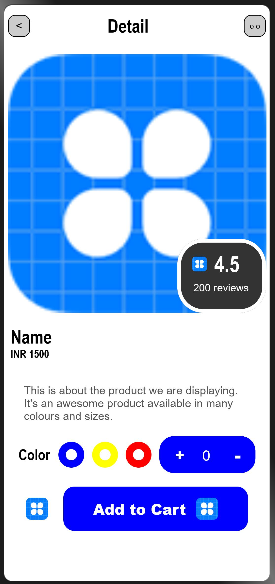 < Detail oo
4.5
200 reviews
Name
INR 1500
This is about the product we are displaying.
It's an awesome product available in many
colours and sizes.
Color + 0 -
Add to Cart